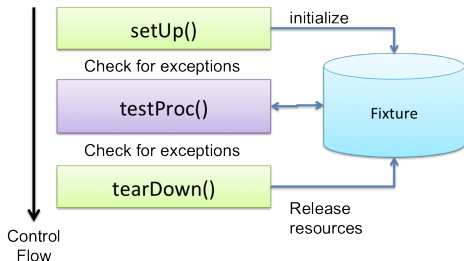 initialize
setUp()
Check for exceptions
testProc()
Fixture
Check for exceptions
tearDown()
Release
resources
Control
Flow